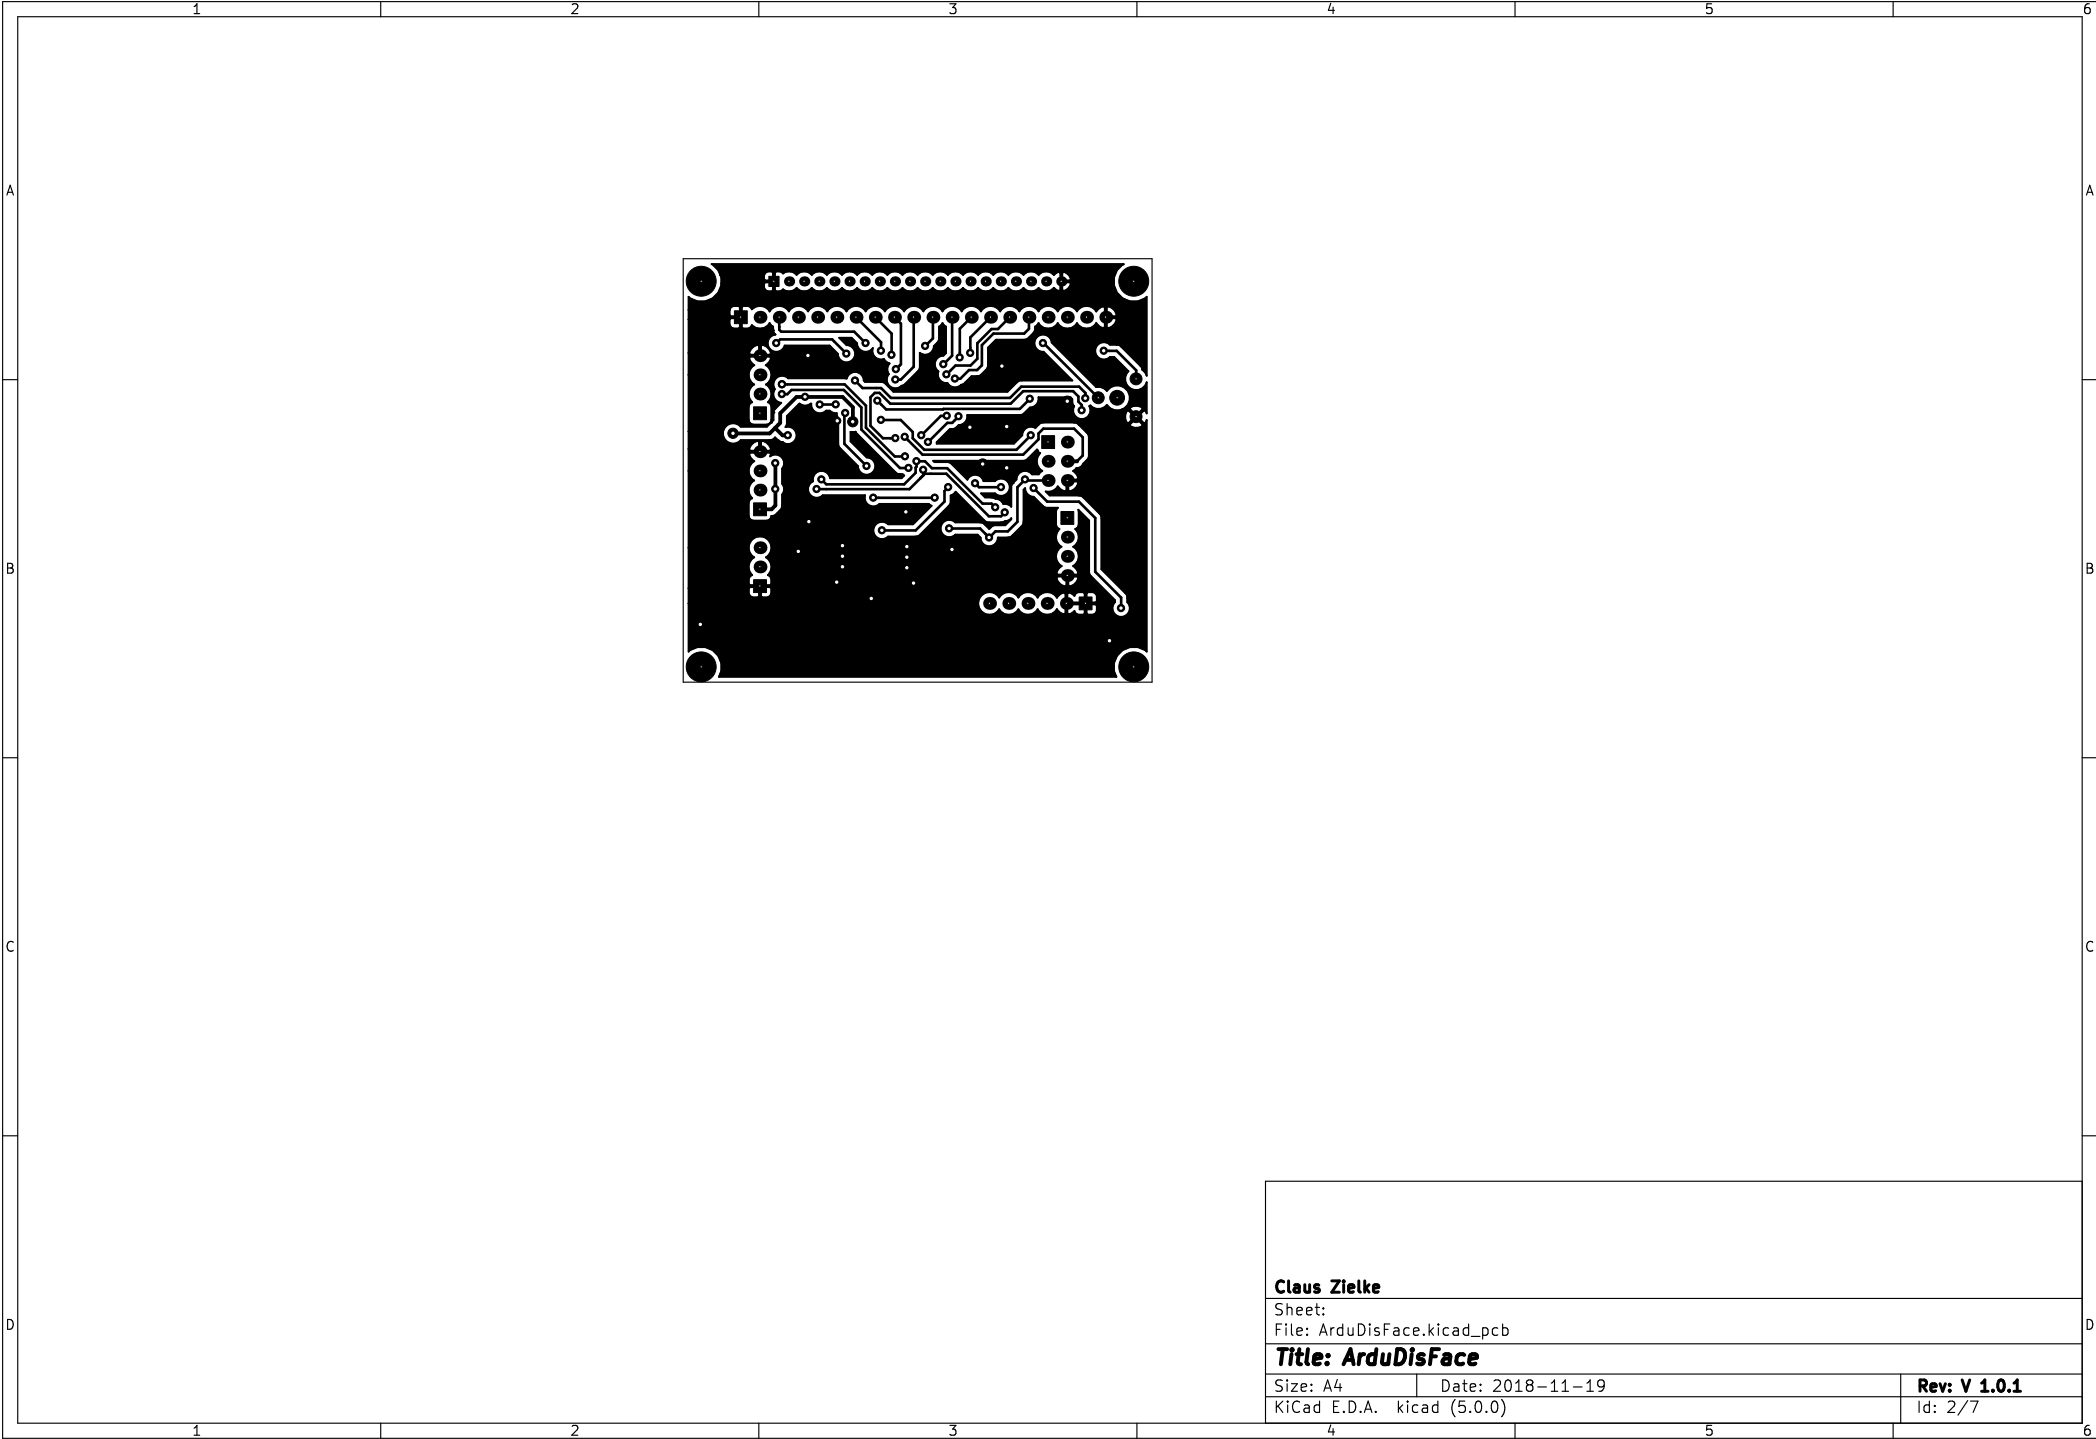 1 2 3 4 5 6
A A
B B
C C
D D
Claus Zielke
Sheet:
File: ArduDisFace.kicad_pcb
Title: ArduDisFace
Size: A4 Date: 2018-11-19 Rev: V 1.0.1
KiCad E.D.A. kicad (5.0.0) Id: 2/7
1 2 3 4 5 6